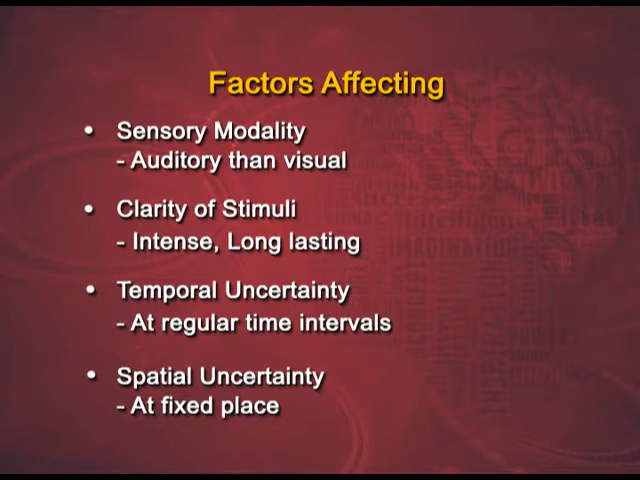 Factors Affecting
• Sensory Modality
- Auditory than visual
• Clarity of Stimuli
- Intense, Long lasting
• Temporal Uncertainty
- At regular time intervals
• Spatial Uncertainty
- At fixed place
IMAGINATION